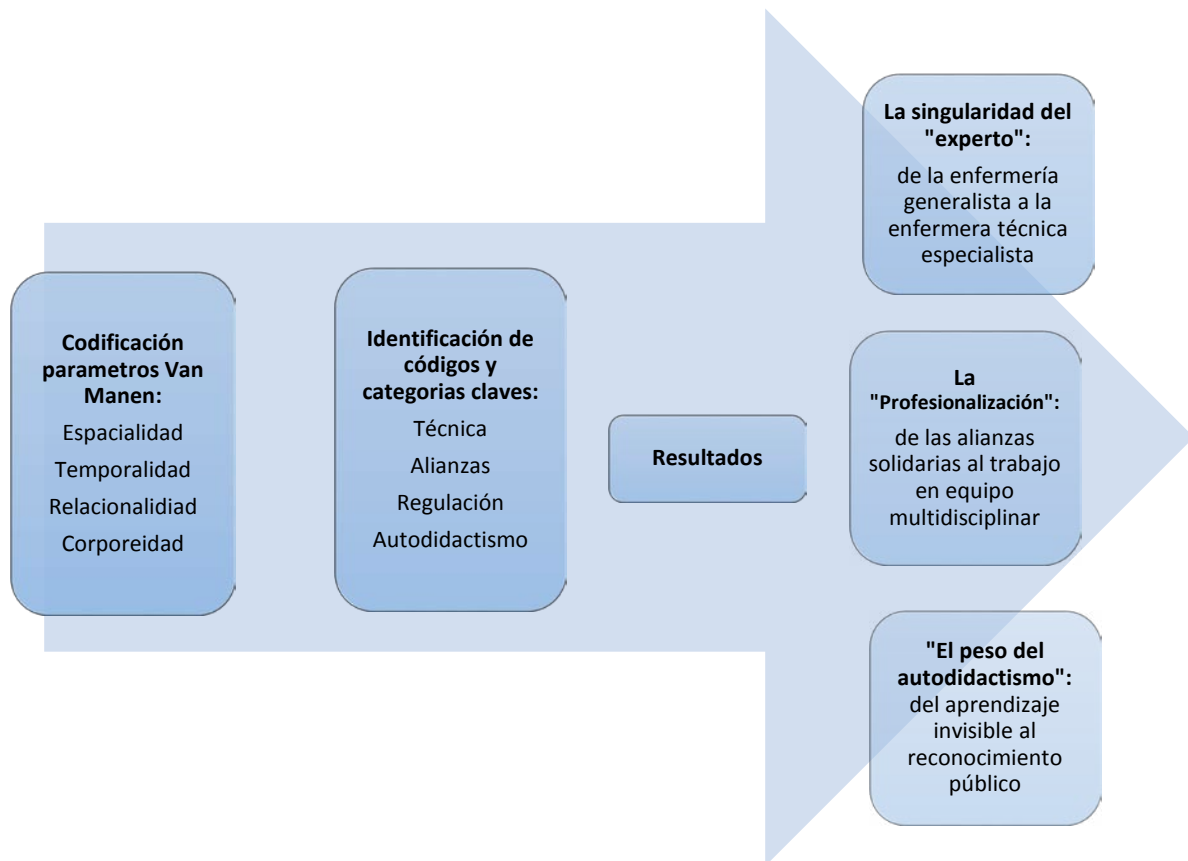 Codificación
parametros Van
Manen:
Espacialidad
Temporalidad
Relacionalidiad
Corporeidad
Identificación de
códigos y
categorias claves:
Técnica
Alianzas
Regulación
Autodidactismo
Resultados
La singularidad del
"experto":
de la enfermería
generalista a la
enfermera técnica
especialista
La
"Profesionalización":
de las alianzas
solidarias al trabajo
en equipo
multidisciplinar
"El peso del
autodidactismo":
del aprendizaje
invisible al
reconocimiento
público